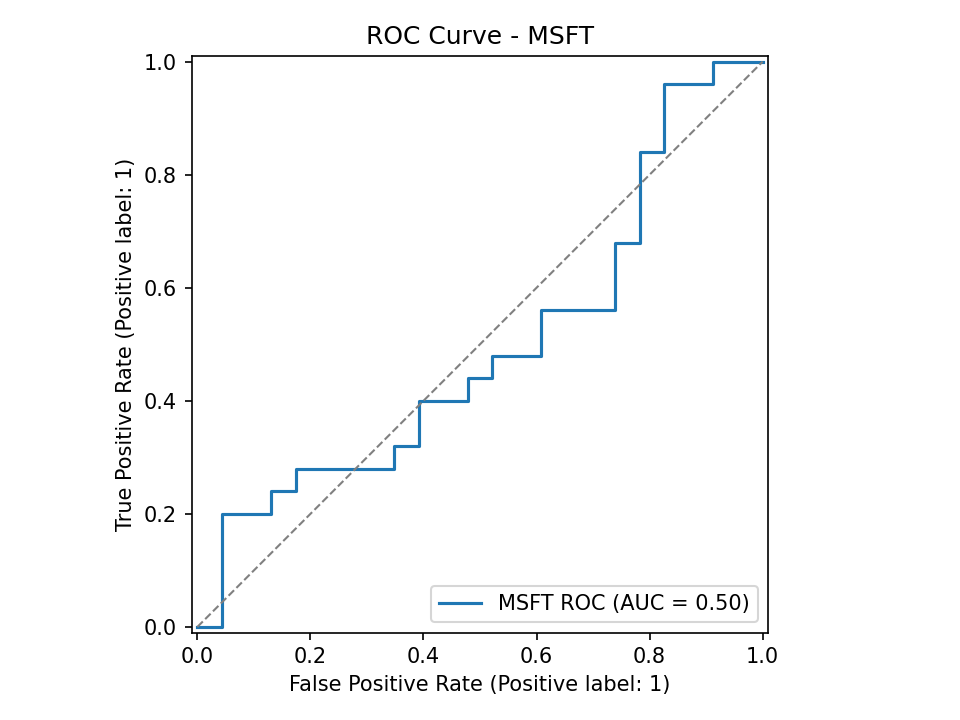 ROC Curve - MSFT
True Positive Rate (Positive label: 1)
1.0
0.8
0.6
0.4
0.2
0.0
MSFT ROC (AUC = 0.50)
0.0 0.2 0.4 0.6 0.8 1.0
False Positive Rate (Positive label: 1)